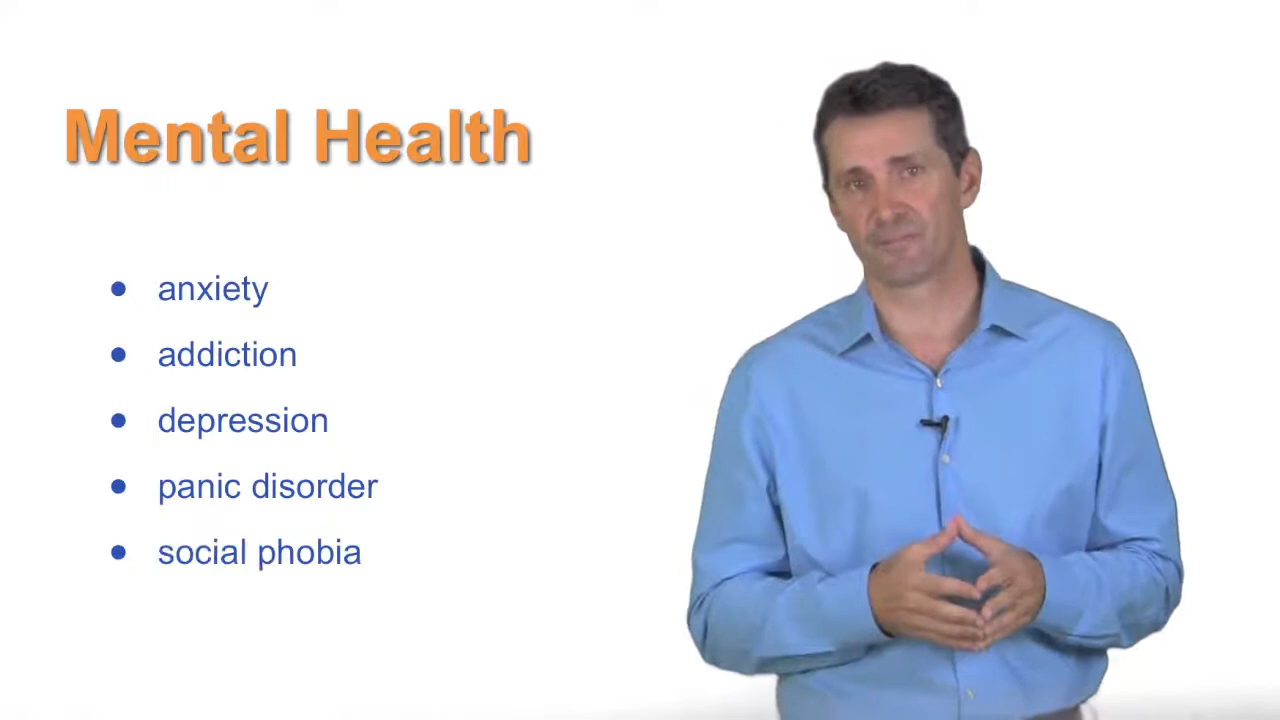 Mental Health
• anxiety
• addiction
• depression
• panic disorder
• social phobia